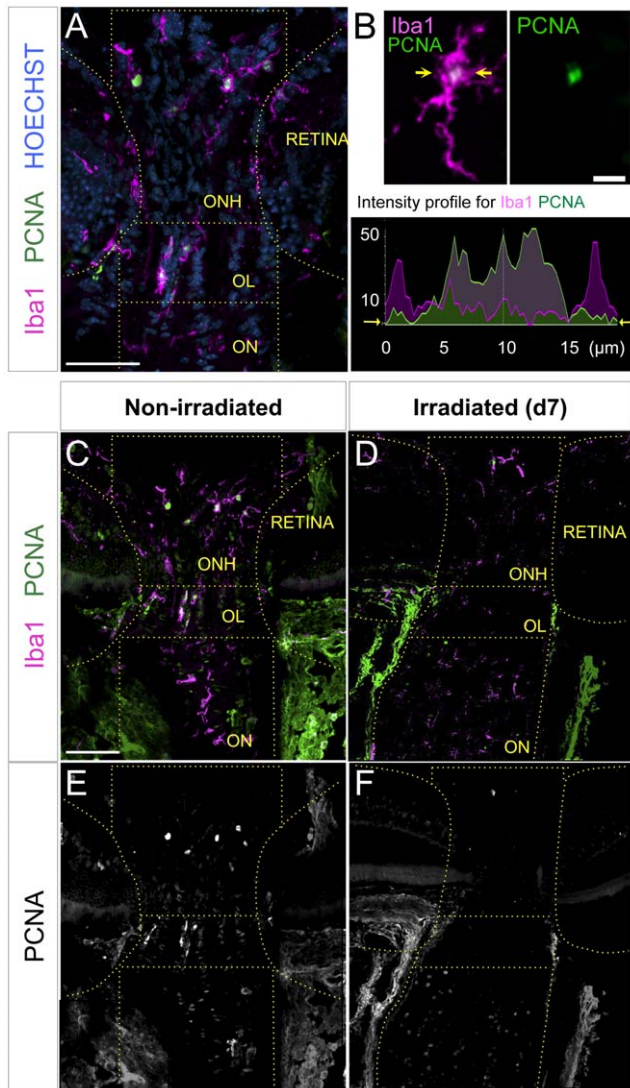 A
B
Iba1 PCNA HOECHST
RETINA
ONH
OL
ON
Iba1
PCNA
PCNA
Intensity profile for Iba1 PCNA
50
10
0 5 10 15 (µm)
Non-irradiated
Irradiated (d7)
Iba1 PCNA
C
RETINA
ONH
OL
ON
D
RETINA
ONH
OL
ON
PCNA
E
F